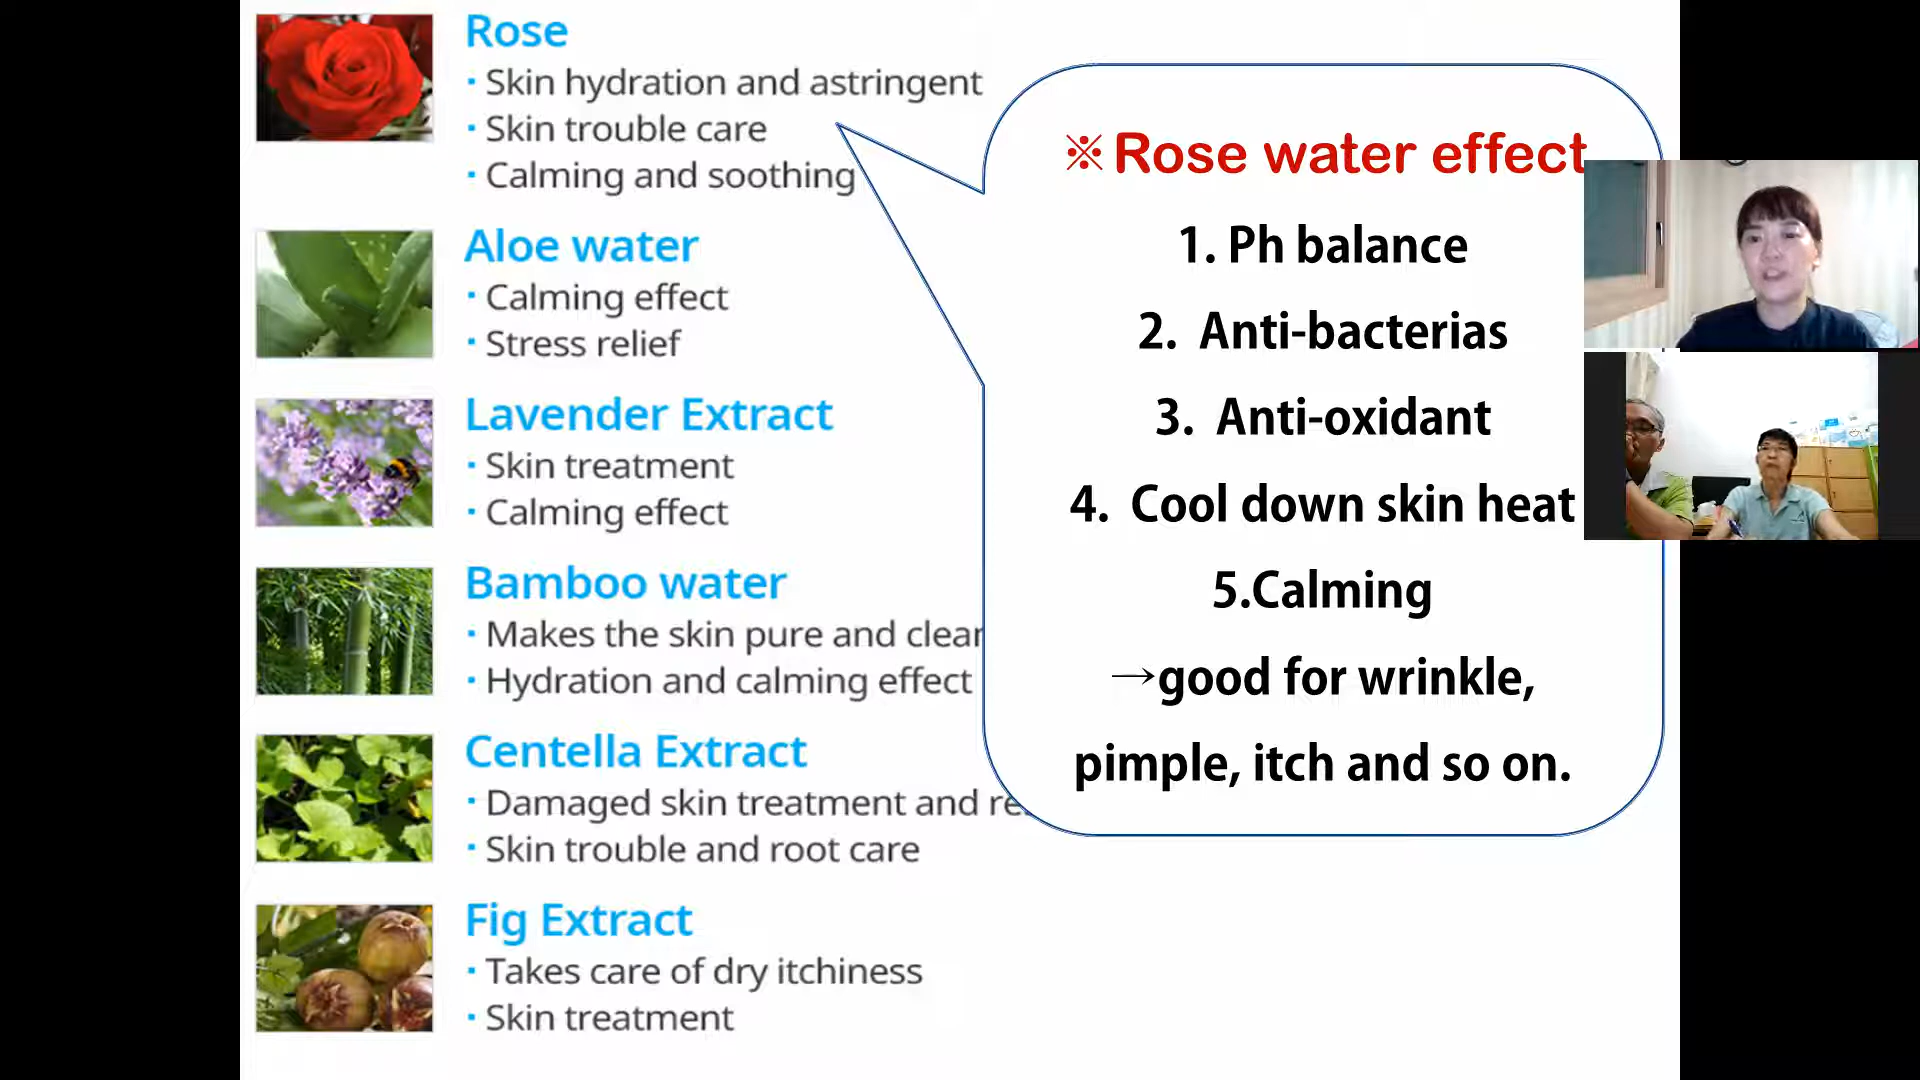 Rose
· Skin hydration and astringent
· Skin trouble care
· Calming and soothing
Aloe water
· Calming effect
· Stress relief
Lavender Extract
· Skin treatment
· Calming effect
Bamboo water
· Makes the skin pure and clear
· Hydration and calming effect
Centella Extract
· Damaged skin treatment and
· Skin trouble and root care
Fig Extract
· Takes care of dry itchiness
· Skin treatment
※Rose water effect
1. Ph balance
2. Anti-bacterias
3. Anti-oxidant
4. Cool down skin heat
5.Calming
→good for wrinkle,
pimple, itch and so on.